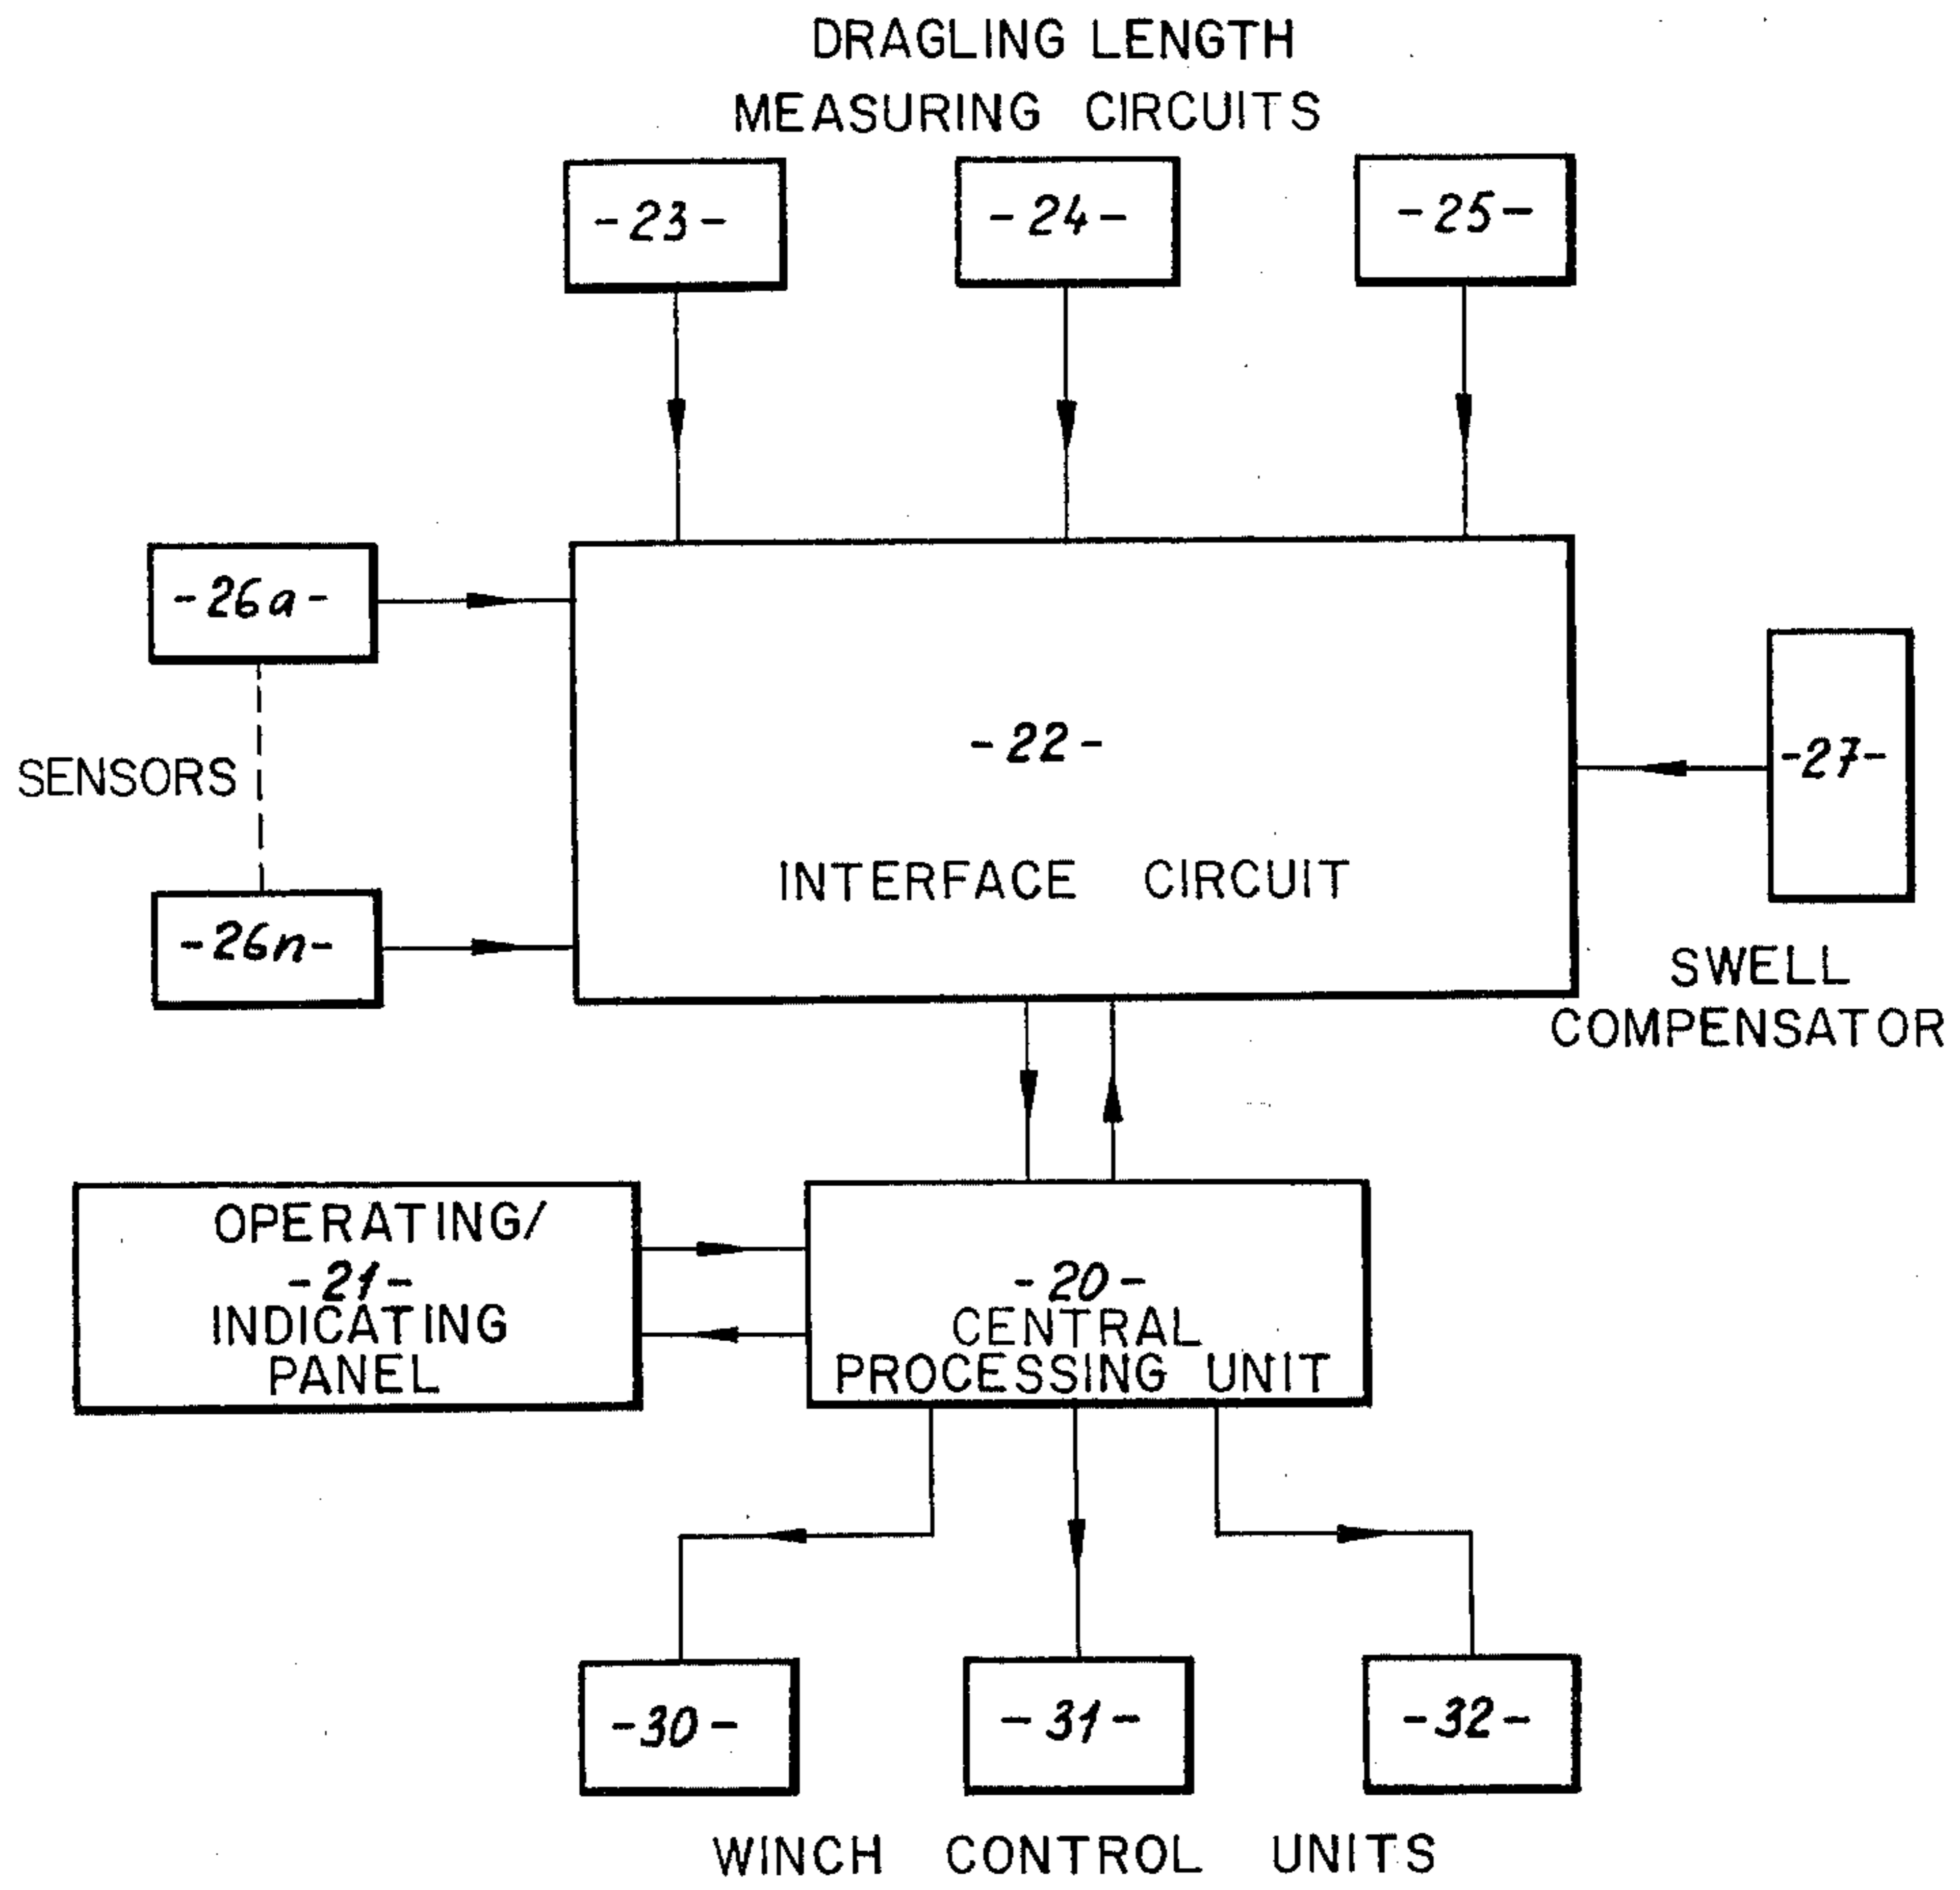 DRAGLING LENGTH
MEASURING CIRCUITS
-23-
-24-
-25-
-26a-
-22-
-27-
SENSORS
INTERFACE CIRCUIT
-26n-
SWELL
COMPENSATOR
OPERATING/
-21-
INDICATING
PANEL
-20-
CENTRAL
PROCESSING UNIT
-30-
-31-
-32-
WINCH CONTROL UNITS